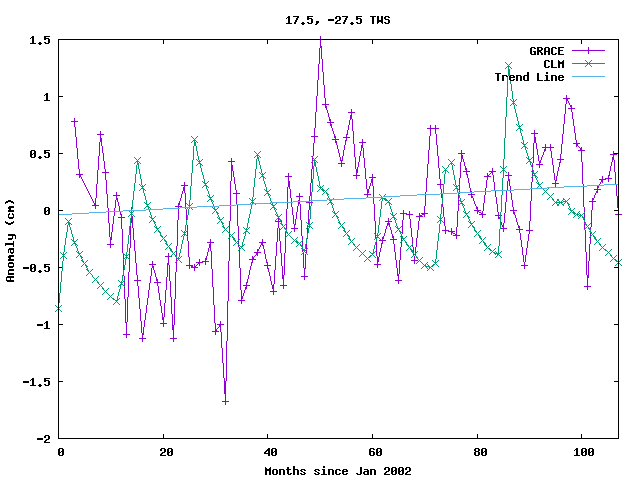 17.5, -27.5 TWS
GRACE
CLM
Trend Line
1.5
1
0.5
0
-0.5
-1
-1.5
-2
Anomaly (cm)
0 20 40 60 80 100
Months since Jan 2002